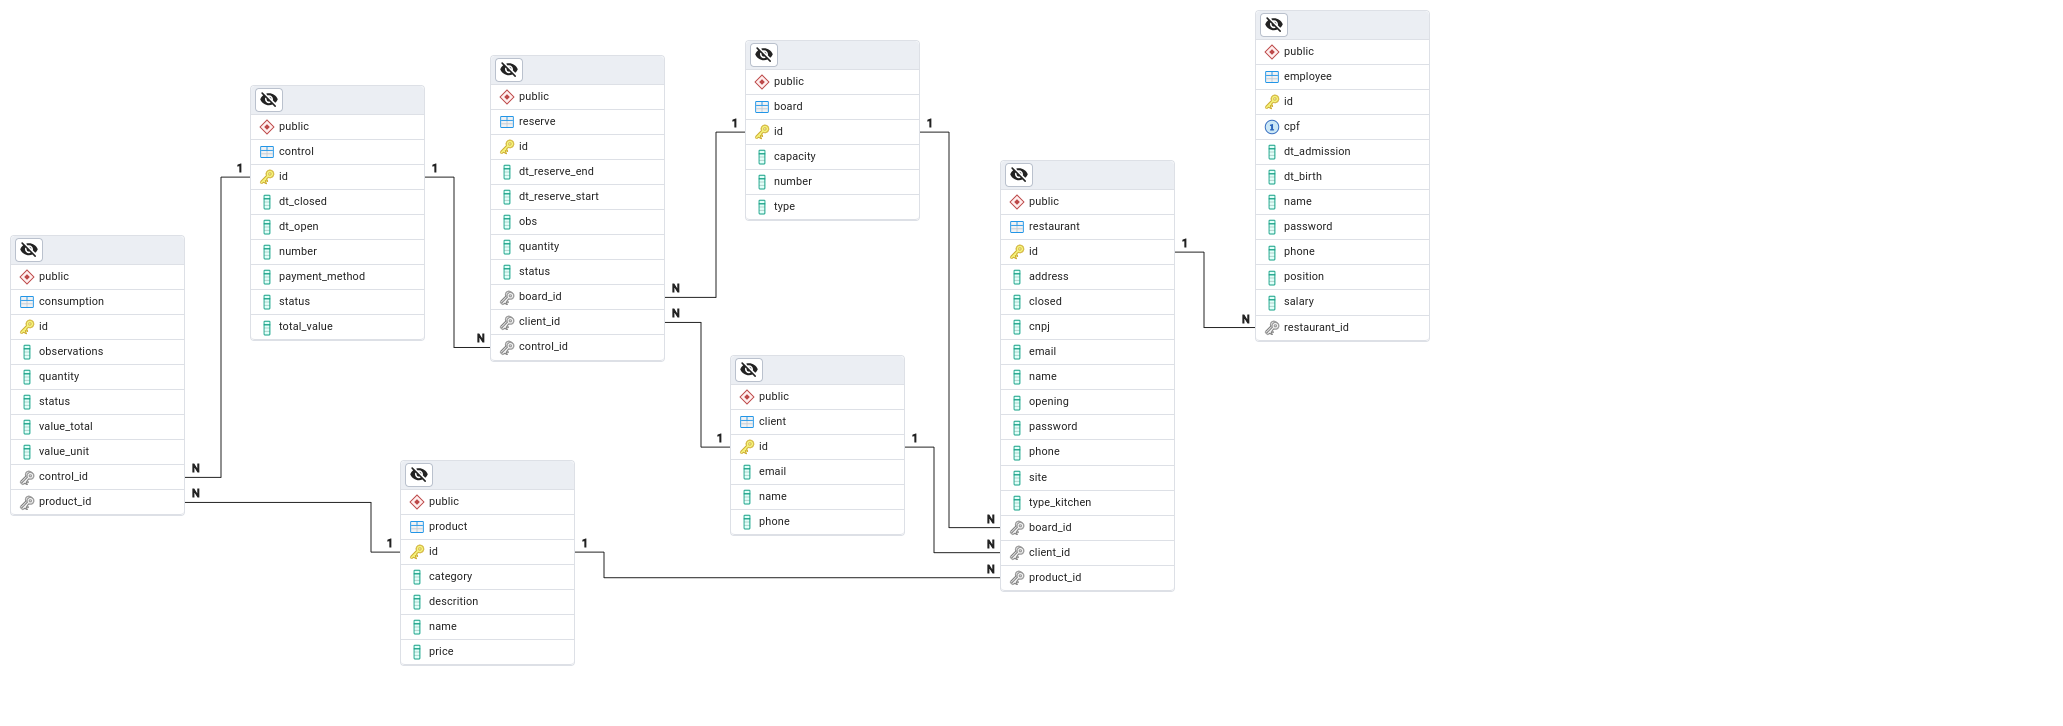 public
consumption
id
observations
quantity
status
value_total
value_unit
control_id
product_id
N
N
public
control
id
dt_closed
dt_open
number
payment_method
status
total_value
1
1
public
reserve
id
dt_reserve_end
dt_reserve_start
obs
quantity
status
board_id
client_id
control_id
N
N
N
public
product
id
category
descrition
name
price
1
1
public
board
id
capacity
number
type
1
1
public
client
id
email
name
phone
1
1
public
restaurant
id
address
closed
cnpj
email
name
opening
password
phone
site
type_kitchen
board_id
client_id
product_id
1
N
N
N
public
employee
id
1
cpf
dt_admission
dt_birth
name
password
phone
position
salary
restaurant_id
N